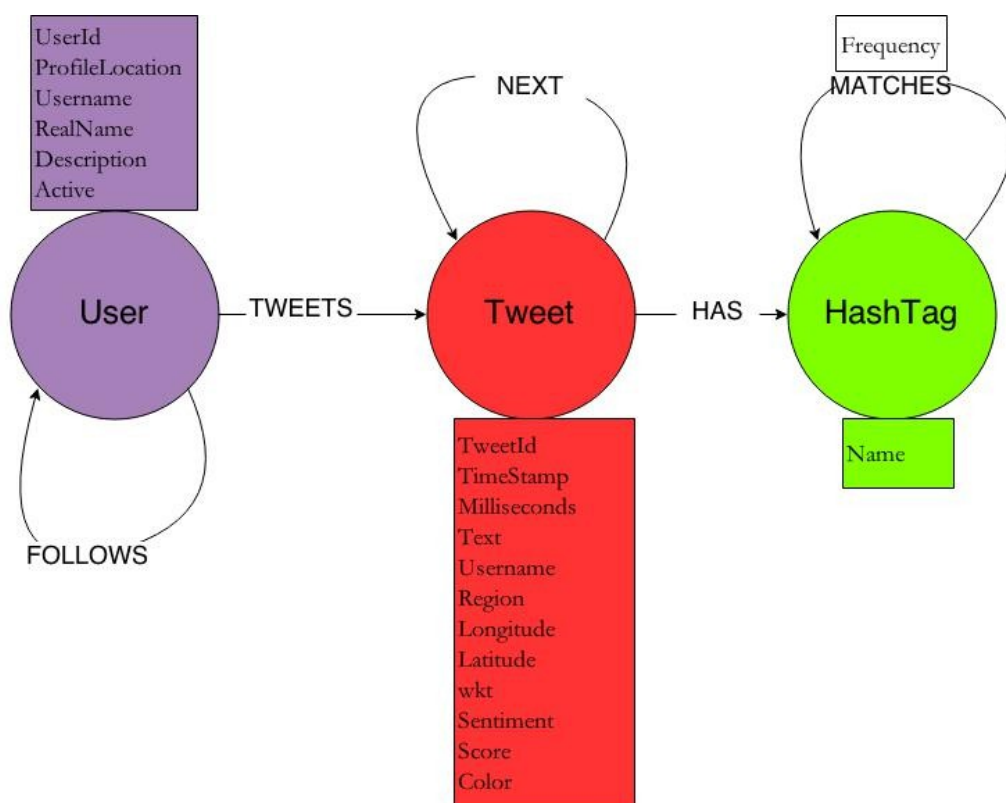 UserId
ProfileLocation
Username
RealName
Description
Active
User
FOLLOWS
TWEETS
NEXT
Tweet
TweetId
TimeStamp
Milliseconds
Text
Username
Region
Longitude
Latitude
wkt
Sentiment
Score
Color
HAS
Frequency
MATCHES
HashTag
Name